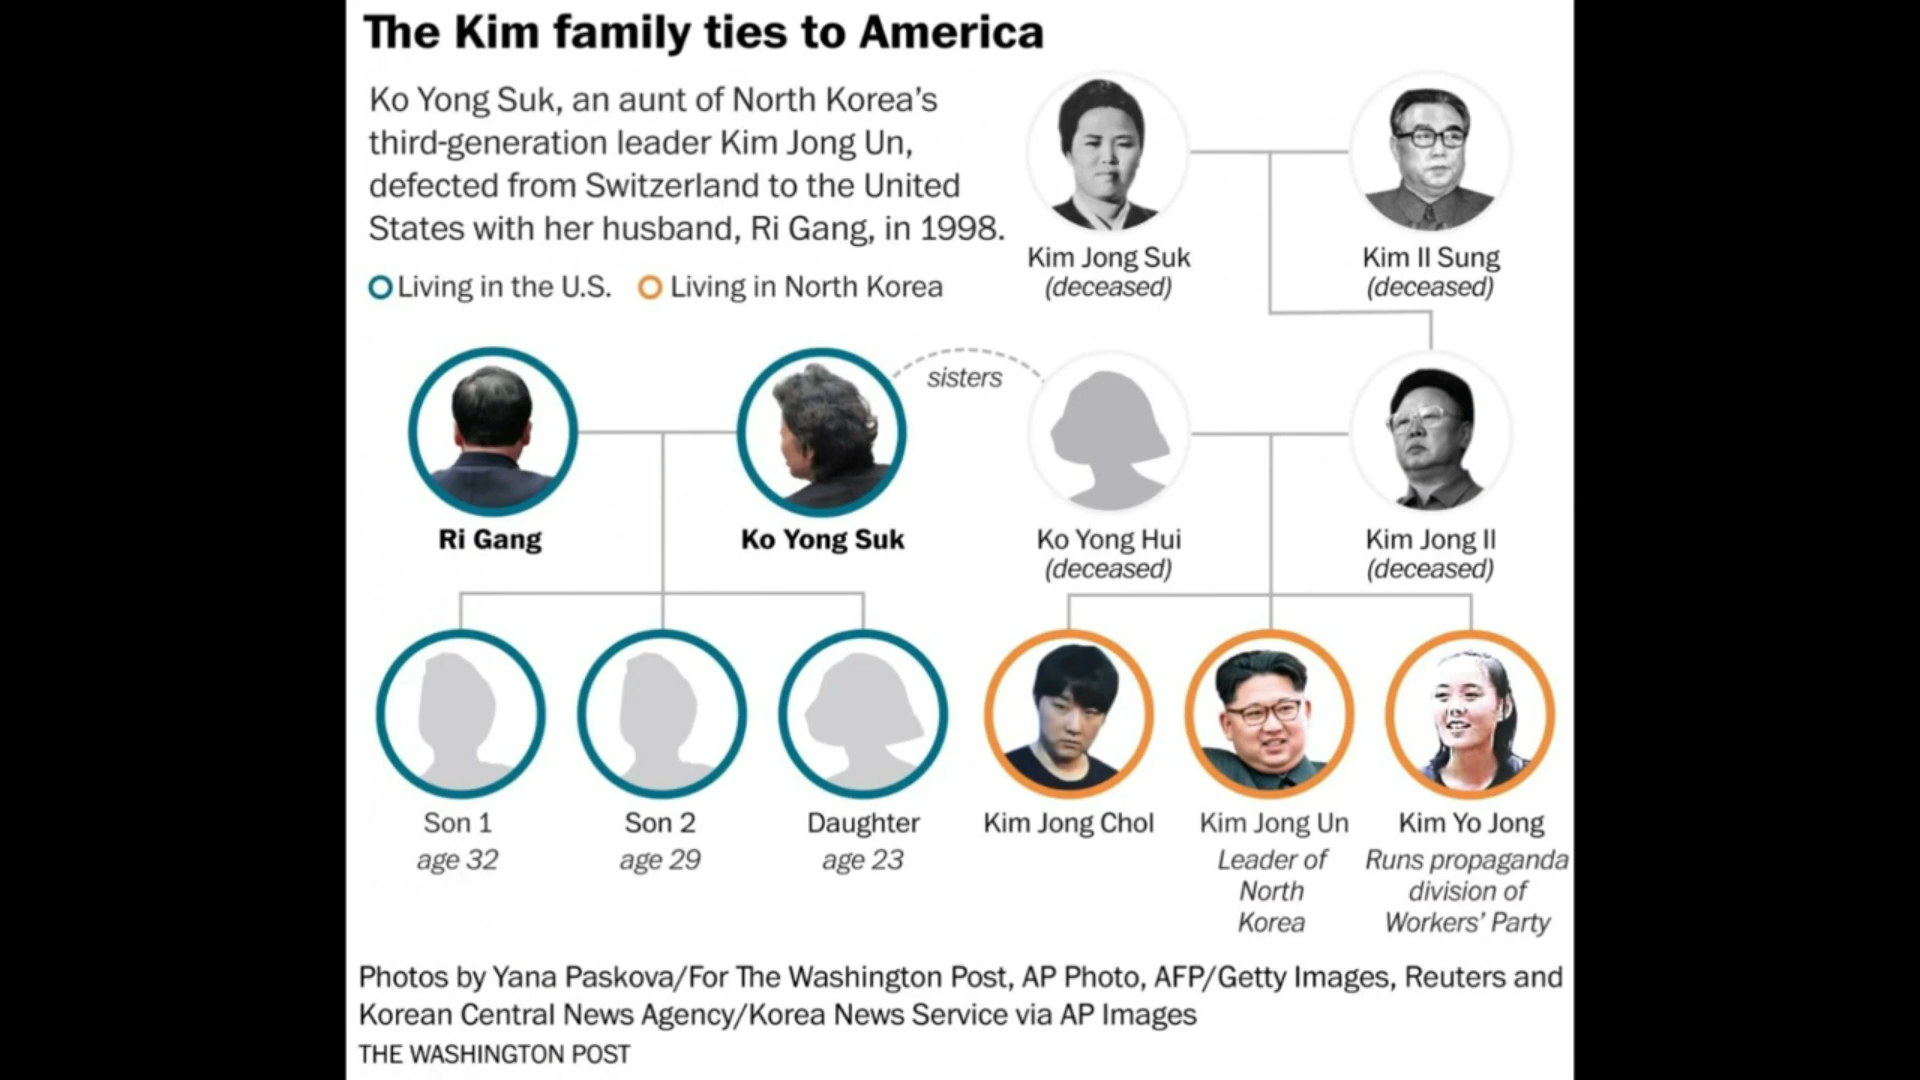 The Kim family ties to America
Ko Yong Suk, an aunt of North Korea's
third-generation leader Kim Jong Un,
defected from Switzerland to the United
States with her husband, Ri Gang, in 1998.
Living in the U.S.
Living in North Korea
Kim Jong Suk
(deceased)
Kim Il Sung
(deceased)
sisters
Ri Gang
Ko Yong Suk
Ko Yong Hui
(deceased)
Kim Jong Il
(deceased)
Son 1
age 32
Son 2
age 29
Daughter
age 23
Kim Jong Chol
Kim Jong Un
Leader of
North
Korea
Kim Yo Jong
Runs propaganda
division of
Workers' Party
Photos by Yana Paskova/For The Washington Post, AP Photo, AFP/Getty Images, Reuters and
Korean Central News Agency/Korea News Service via AP Images
THE WASHINGTON POST